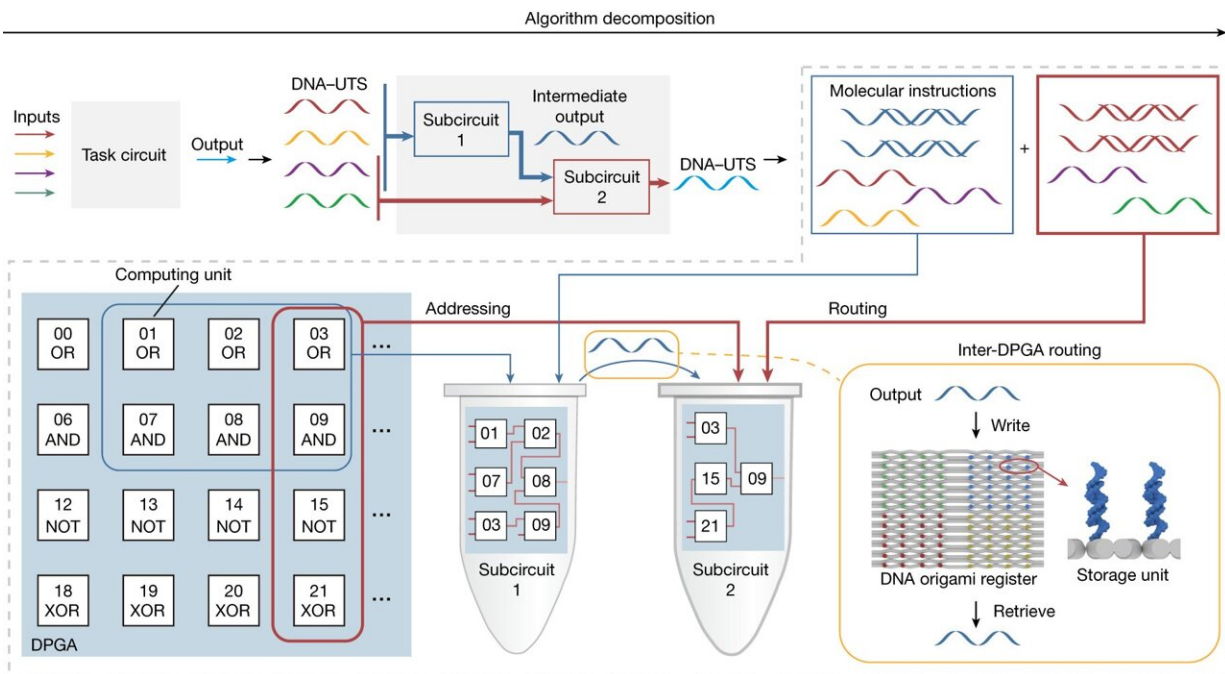 Algorithm decomposition
DNA–UTS
Inputs
Task circuit
Output
Subcircuit
1
Intermediate
output
Subcircuit
2
DNA–UTS
Molecular instructions
+
Computing unit
00
OR
01
OR
02
OR
03
OR
...
06
AND
07
AND
08
AND
09
AND
...
12
NOT
13
NOT
14
NOT
15
NOT
...
18
XOR
19
XOR
20
XOR
21
XOR
...
DPGA
Addressing
Routing
01
02
07
08
03
09
Subcircuit
1
03
15
09
21
Subcircuit
2
Inter-DPGA routing
Output
Write
DNA origami register
Storage unit
Retrieve